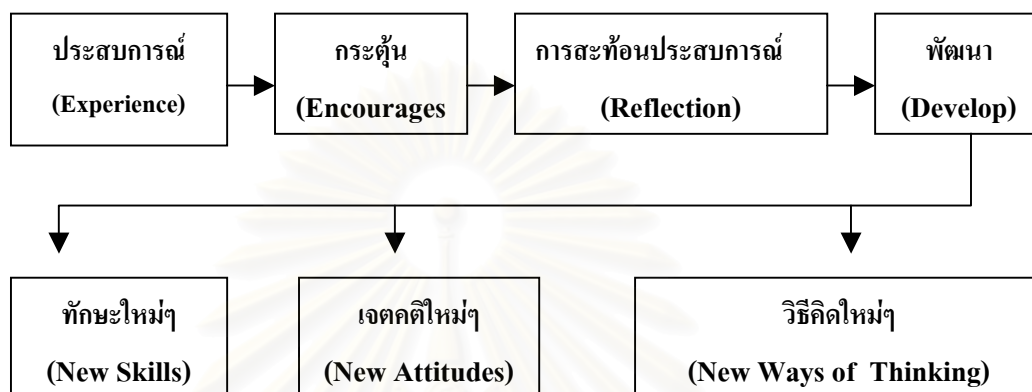 ประสบการณ์
(Experience)
กระตุ้น
(Encourages
การสะท้อนประสบการณ์
(Reflection)
พัฒนา
(Develop)
ทักษะใหม่ๆ
(New Skills)
เจตคติใหม่ๆ
(New Attitudes)
วิธีคิดใหม่ๆ
(New Ways of Thinking)